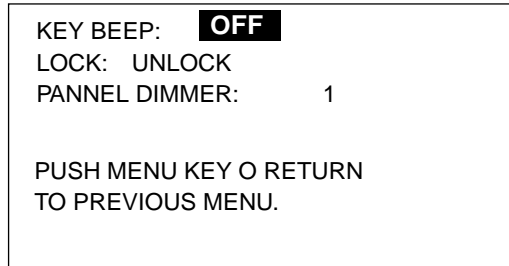 KEY BEEP: OFF
LOCK: UNLOCK
PANNEL DIMMER: 1
PUSH MENU KEY O RETURN
TO PREVIOUS MENU.